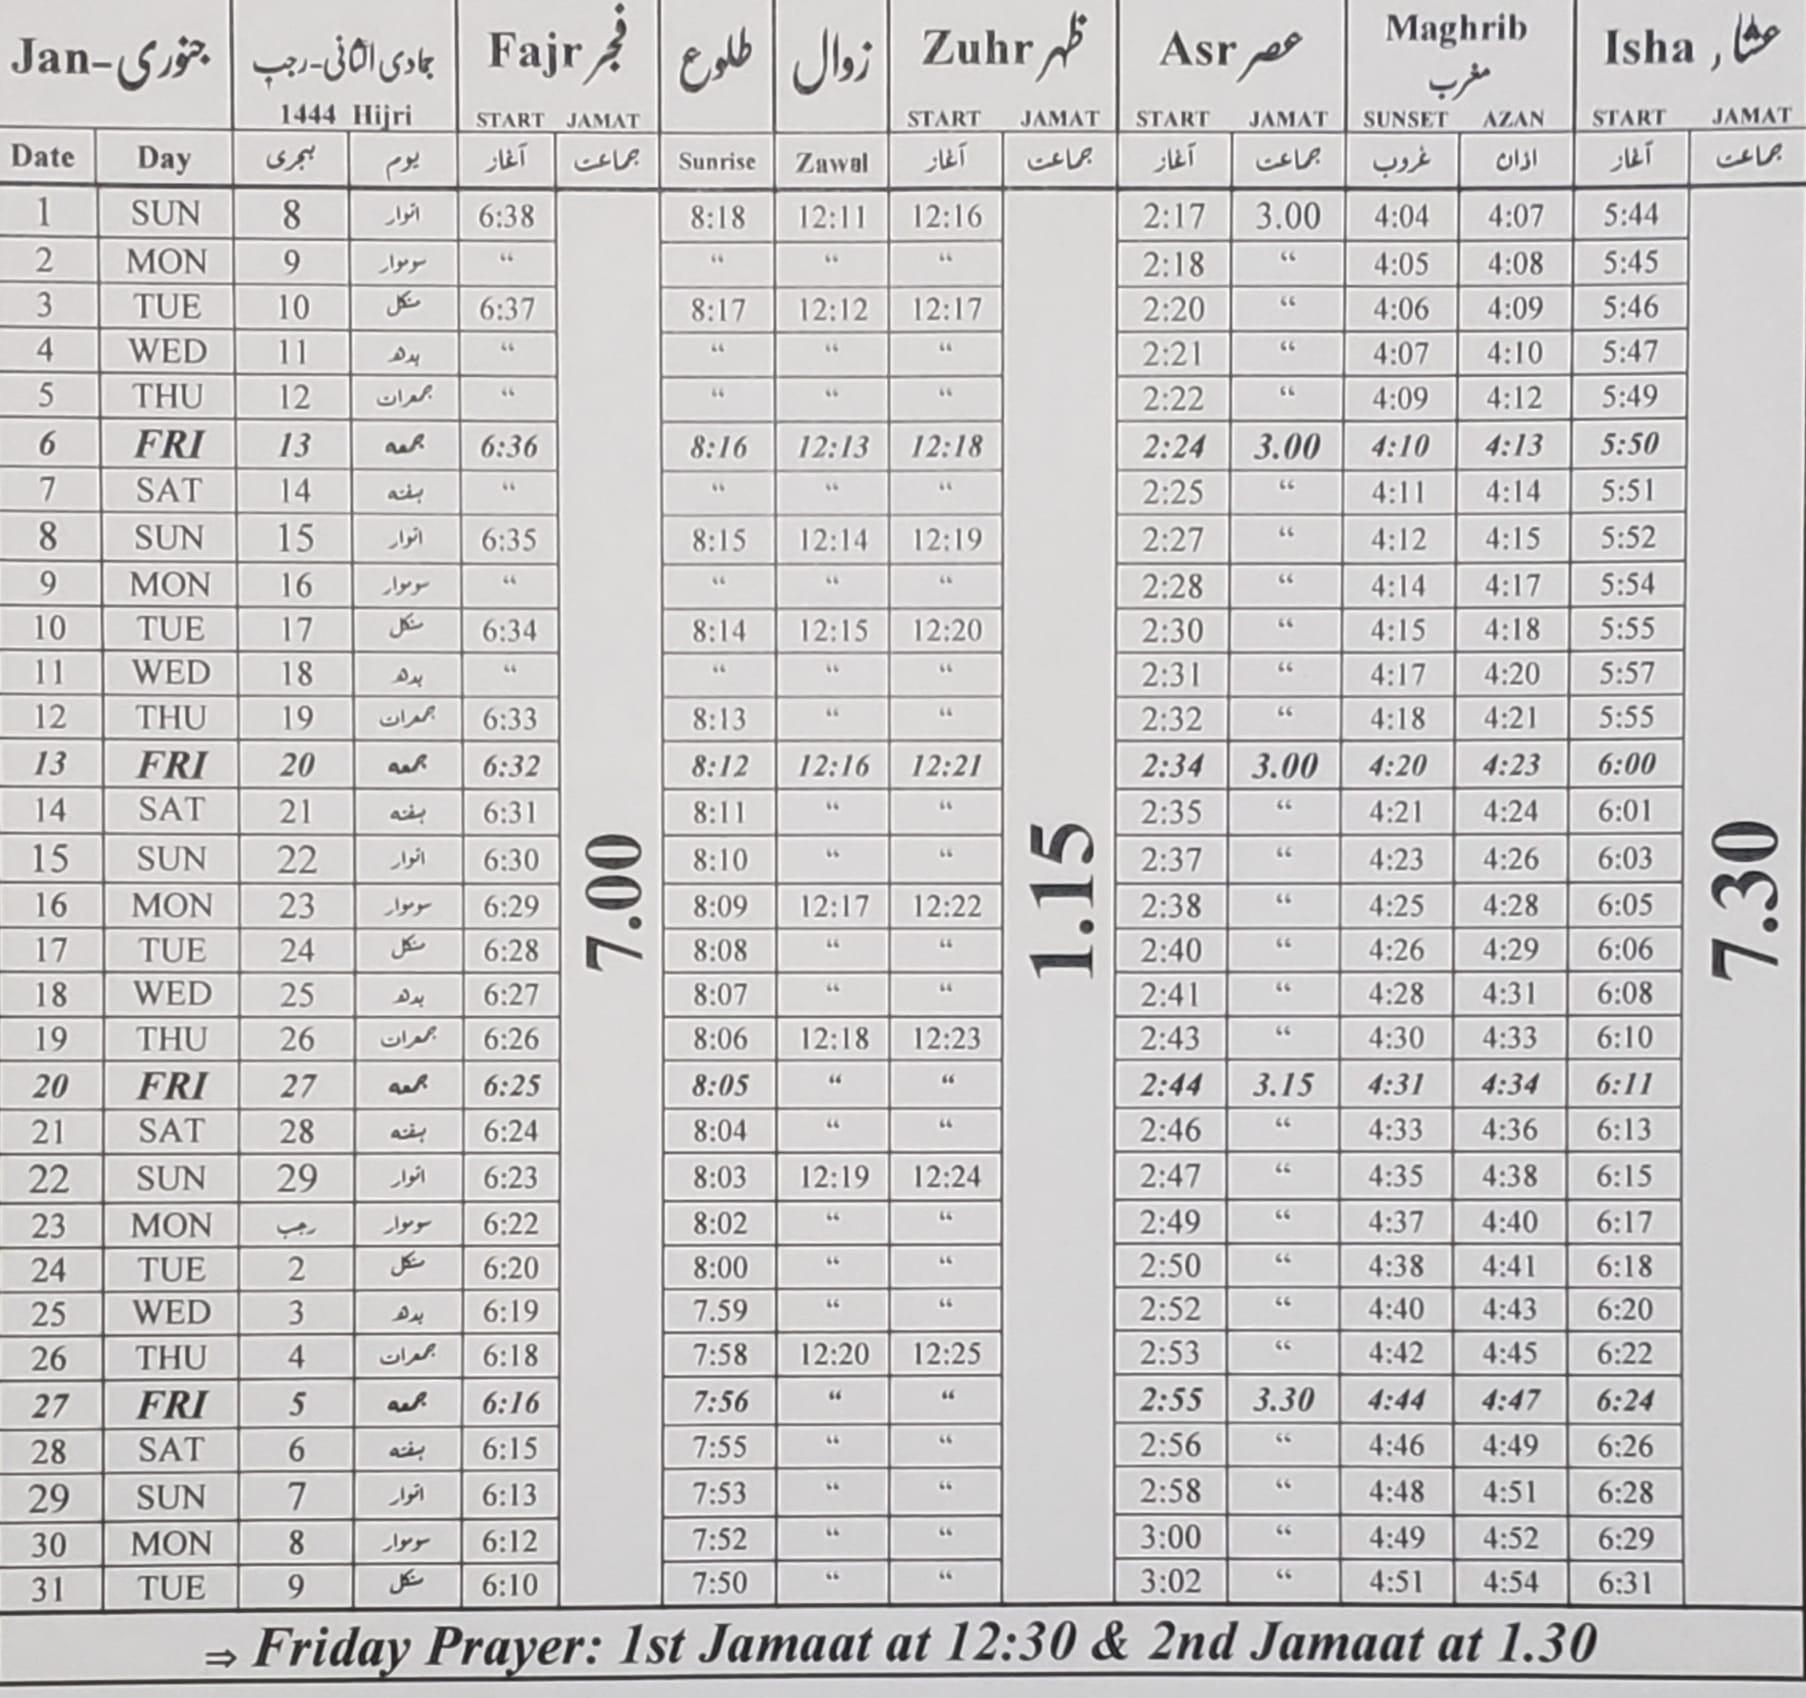 Jan-جنوری جمادی الثانی-رجب Fajr فجر طلوع زوال Zuhr ظہر Asr عصر Maghrib مغرب Isha عشاء
1444 Hijri START JAMAT START JAMAT START JAMAT SUNSET AZAN START JAMAT
Date Day ہجری یوم آغاز جماعت Sunrise Zawal آغاز جماعت آغاز جماعت غروب اذان آغاز جماعت
1 SUN 8 اتوار 6:38 8:18 12:11 12:16 2:17 3.00 4:04 4:07 5:44
2 MON 9 سوموار “ “ “ “ 2:18 “ 4:05 4:08 5:45
3 TUE 10 منگل 6:37 8:17 12:12 12:17 2:20 “ 4:06 4:09 5:46
4 WED 11 بدھ “ “ “ “ 2:21 “ 4:07 4:10 5:47
5 THU 12 جمعرات “ “ “ “ 2:22 “ 4:09 4:12 5:49
6 FRI 13 جمعہ 6:36 8:16 12:13 12:18 2:24 3.00 4:10 4:13 5:50
7 SAT 14 ہفتہ “ “ “ “ 2:25 “ 4:11 4:14 5:51
8 SUN 15 اتوار 6:35 8:15 12:14 12:19 2:27 “ 4:12 4:15 5:52
9 MON 16 سوموار “ “ “ “ 2:28 “ 4:14 4:17 5:54
10 TUE 17 منگل 6:34 8:14 12:15 12:20 2:30 “ 4:15 4:18 5:55
11 WED 18 بدھ “ “ “ “ 2:31 “ 4:17 4:20 5:57
12 THU 19 جمعرات 6:33 8:13 “ “ 2:32 “ 4:18 4:21 5:55
13 FRI 20 جمعہ 6:32 8:12 12:16 12:21 2:34 3.00 4:20 4:23 6:00
14 SAT 21 ہفتہ 6:31 8:11 “ “ 2:35 “ 4:21 4:24 6:01
15 SUN 22 اتوار 6:30 7.00 8:10 “ “ 1.15 2:37 “ 4:23 4:26 6:03 7.30
16 MON 23 سوموار 6:29 8:09 12:17 12:22 2:38 “ 4:25 4:28 6:05
17 TUE 24 منگل 6:28 8:08 “ “ 2:40 “ 4:26 4:29 6:06
18 WED 25 بدھ 6:27 8:07 “ “ 2:41 “ 4:28 4:31 6:08
19 THU 26 جمعرات 6:26 8:06 12:18 12:23 2:43 “ 4:30 4:33 6:10
20 FRI 27 جمعہ 6:25 8:05 “ “ 2:44 3.15 4:31 4:34 6:11
21 SAT 28 ہفتہ 6:24 8:04 “ “ 2:46 “ 4:33 4:36 6:13
22 SUN 29 اتوار 6:23 8:03 12:19 12:24 2:47 “ 4:35 4:38 6:15
23 MON رجب سوموار 6:22 8:02 “ “ 2:49 “ 4:37 4:40 6:17
24 TUE 2 منگل 6:20 8:00 “ “ 2:50 “ 4:38 4:41 6:18
25 WED 3 بدھ 6:19 7.59 “ “ 2:52 “ 4:40 4:43 6:20
26 THU 4 جمعرات 6:18 7:58 12:20 12:25 2:53 “ 4:42 4:45 6:22
27 FRI 5 جمعہ 6:16 7:56 “ “ 2:55 3.30 4:44 4:47 6:24
28 SAT 6 ہفتہ 6:15 7:55 “ “ 2:56 “ 4:46 4:49 6:26
29 SUN 7 اتوار 6:13 7:53 “ “ 2:58 “ 4:48 4:51 6:28
30 MON 8 سوموار 6:12 7:52 “ “ 3:00 “ 4:49 4:52 6:29
31 TUE 9 منگل 6:10 7:50 “ “ 3:02 “ 4:51 4:54 6:31
⇒ Friday Prayer: 1st Jamaat at 12:30 & 2nd Jamaat at 1.30